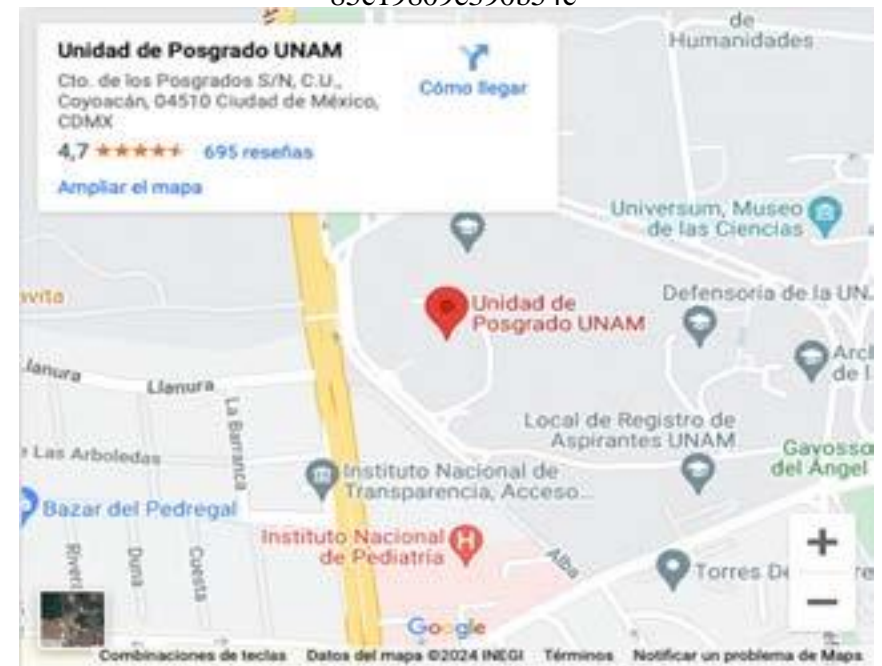 Unidad de Posgrado UNAM
Cto. de los Posgrados S/N, C.U.,
Coyoacán, 04510 Ciudad de México,
CDMX
4,7
695 reseñas
Ampliar el mapa
Cómo llegar
de
Humanidades
Universum, Museo
de las Ciencias
Unidad de
Posgrado UNAM
Defensoría de la UN
Llanura
La Barranca
Las Arboledas
Local de Registro de
Aspirantes UNAM
Gavosso
del Ángel
Instituto Nacional de
Transparencia, Acceso...
Bazar del Pedregal
Instituto Nacional
de Pediatría
Alba
Duna
Cuesta
Torres
+
−
Google
Combinaciones de teclas
Datos del mapa ©2024 INEGI
Términos
Notificar un problema de Maps